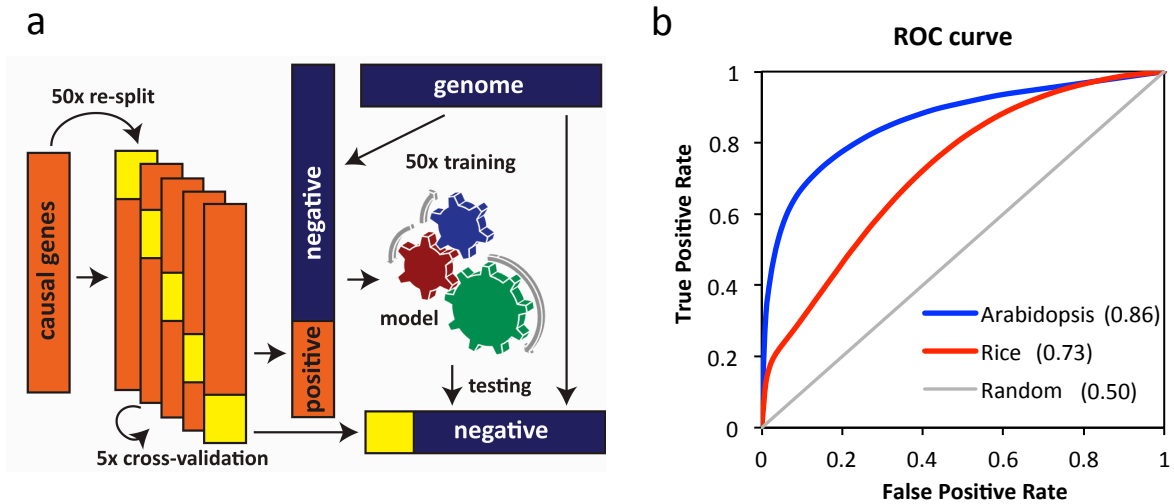 a
50x re-split
causal genes
5x cross-validation
negative
positive
genome
50x training
model
testing
negative
b
ROC curve
True Positive Rate
1
0.8
0.6
0.4
0.2
0
Arabidopsis (0.86)
Rice (0.73)
Random (0.50)
0 0.2 0.4 0.6 0.8 1
False Positive Rate